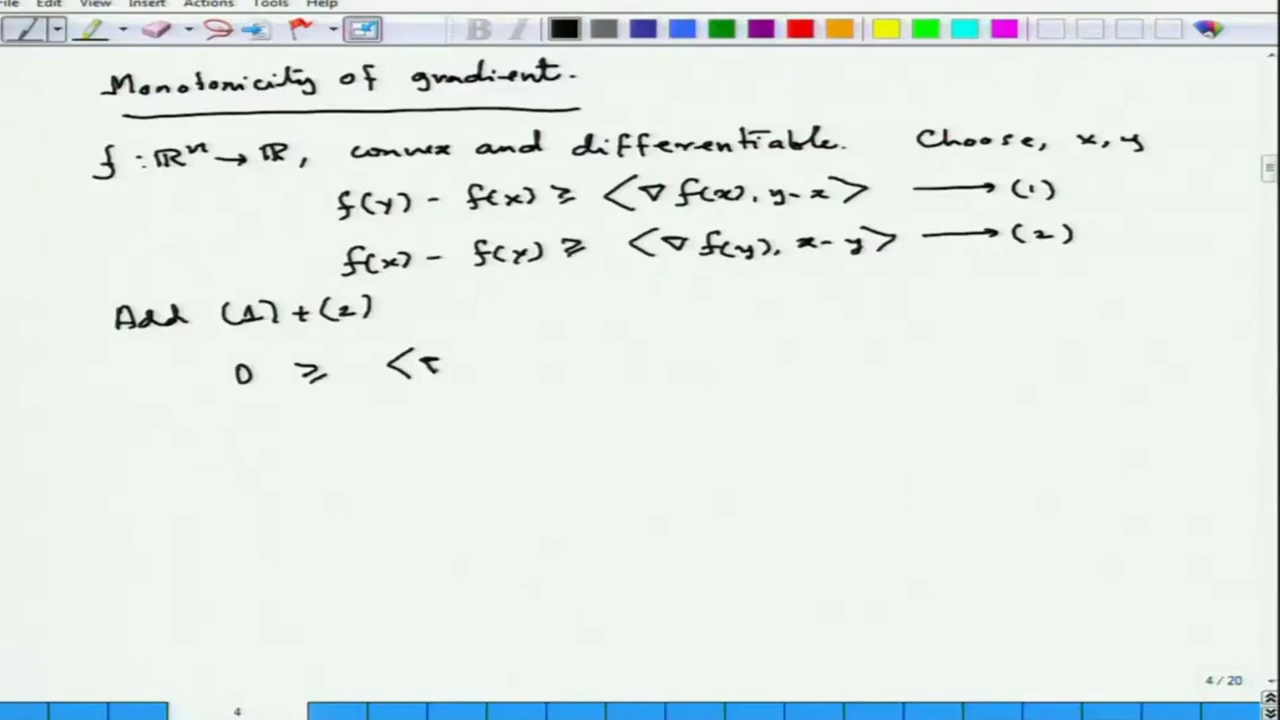 File Edit View Insert Actions Tools Help
B I
Monotonicity of gradient.
f : ℝⁿ → ℝ, convex and differentiable. Choose, x, y
f(y) - f(x) ≥ <∇ f(x), y-x> ⟶ (1)
f(x) - f(y) ≥ <∇ f(y), x-y> ⟶ (2)
Add (1) + (2)
0 ≥ <
4 / 20
4